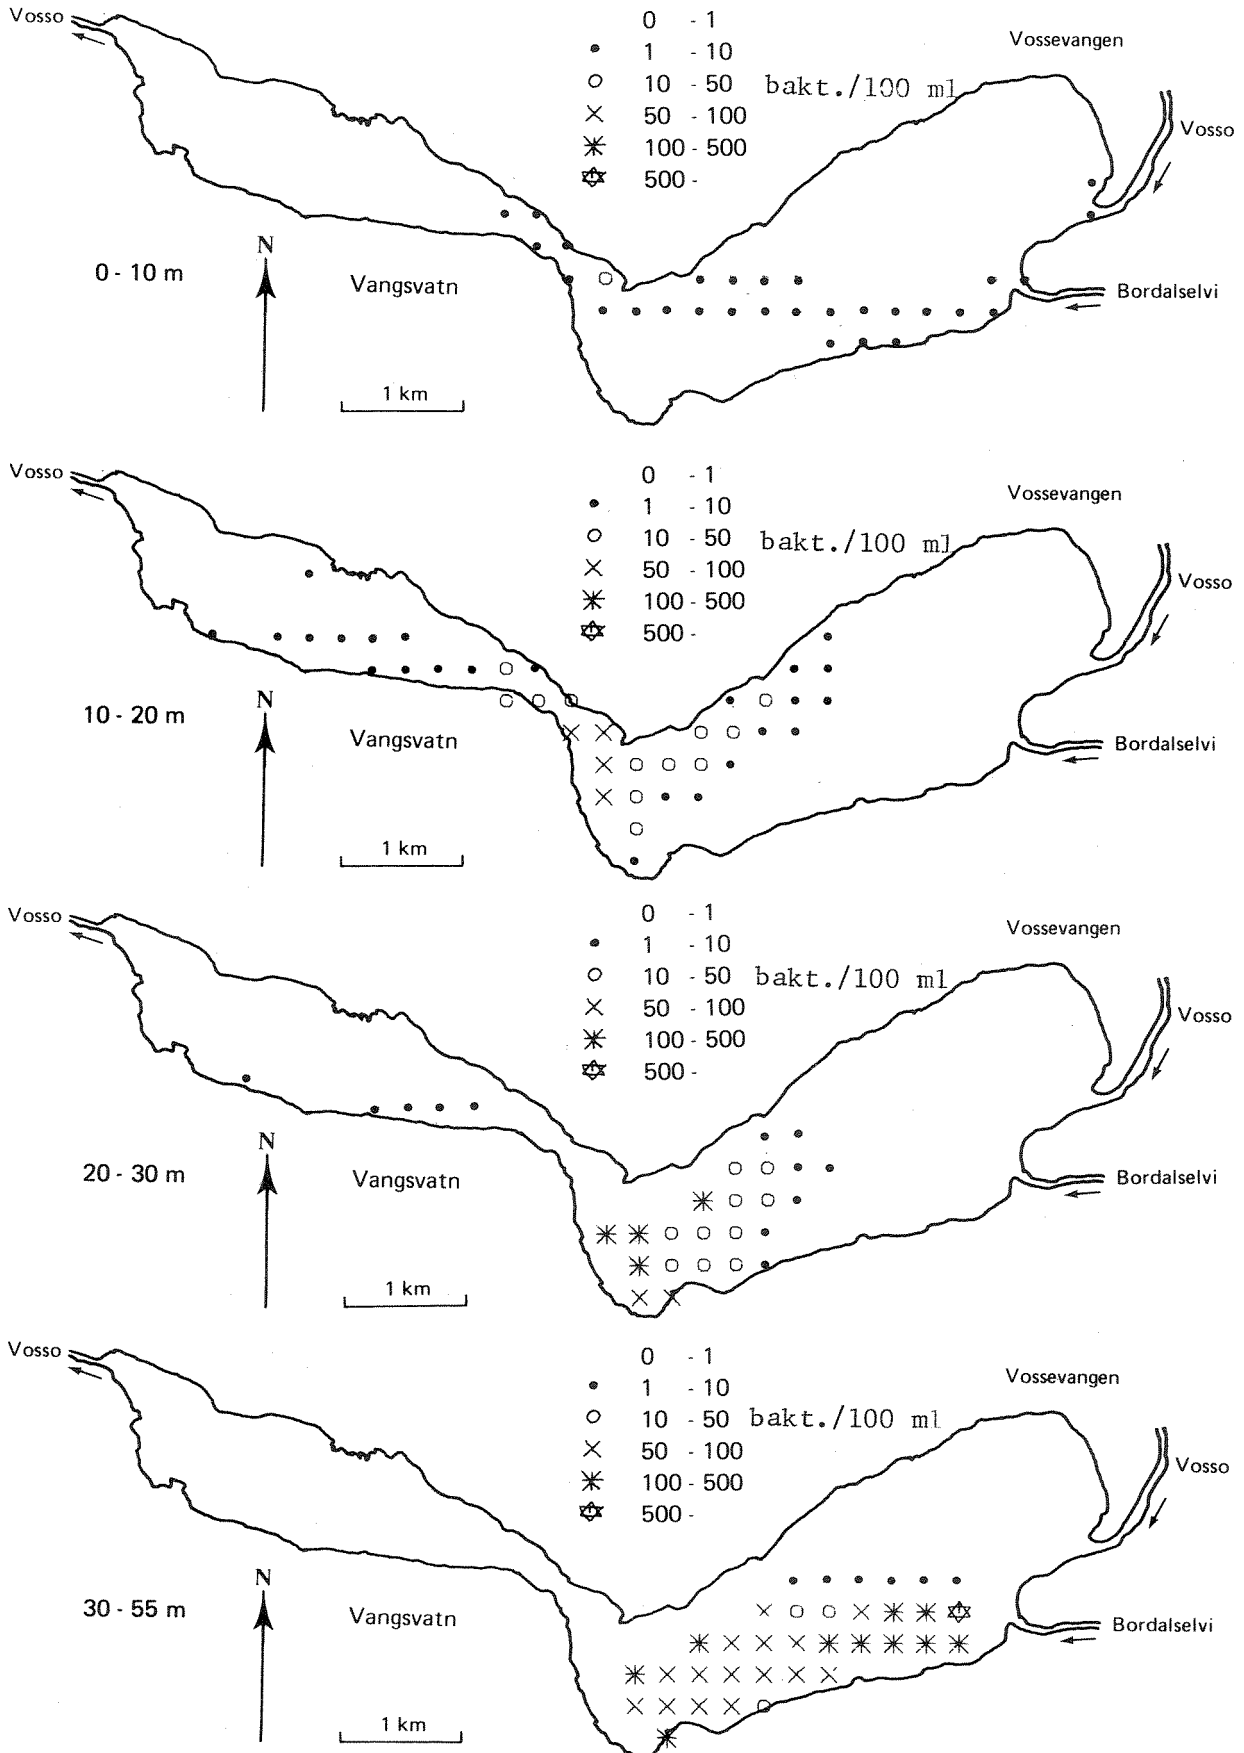 Vosso
0 - 1
1 - 10
10 - 50 bakt./100 ml
50 - 100
100 - 500
500 -
Vossevangen
Vosso
N
0 - 10 m
Vangsvatn
Bordalselvi
1 km
Vosso
0 - 1
1 - 10
10 - 50 bakt./100 ml
50 - 100
100 - 500
500 -
Vossevangen
Vosso
N
10 - 20 m
Vangsvatn
Bordalselvi
1 km
Vosso
0 - 1
1 - 10
10 - 50 bakt./100 ml
50 - 100
100 - 500
500 -
Vossevangen
Vosso
N
20 - 30 m
Vangsvatn
Bordalselvi
1 km
Vosso
0 - 1
1 - 10
10 - 50 bakt./100 ml
50 - 100
100 - 500
500 -
Vossevangen
Vosso
N
30 - 55 m
Vangsvatn
Bordalselvi
1 km